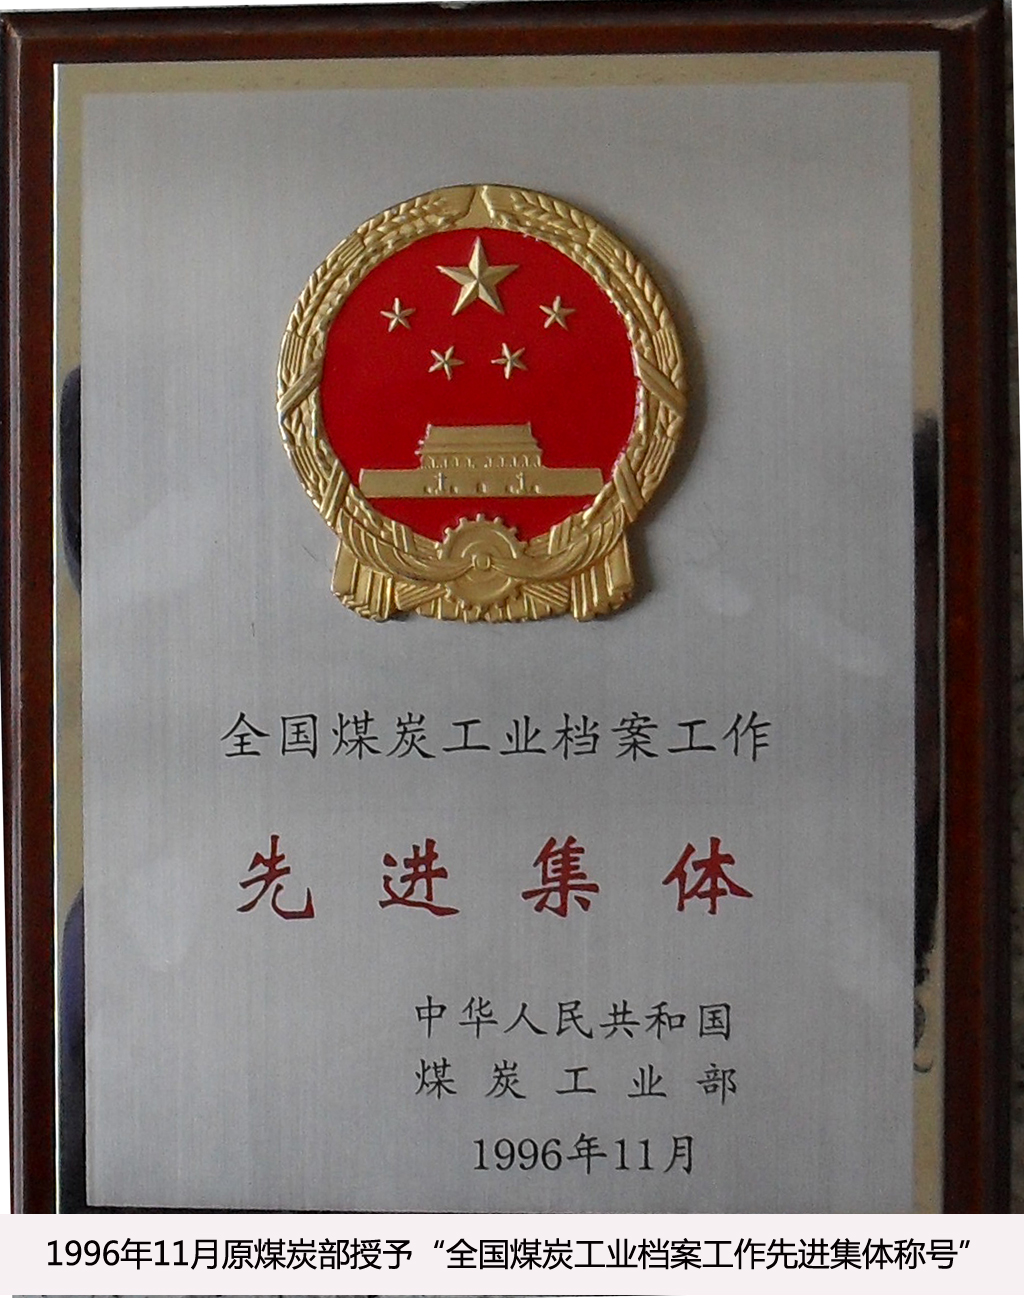 全国煤炭工业档案工作
先进集体
中华人民共和国
煤炭工业部
1996年11月
1996年11月原煤炭部授予“全国煤炭工业档案工作先进集体称号”